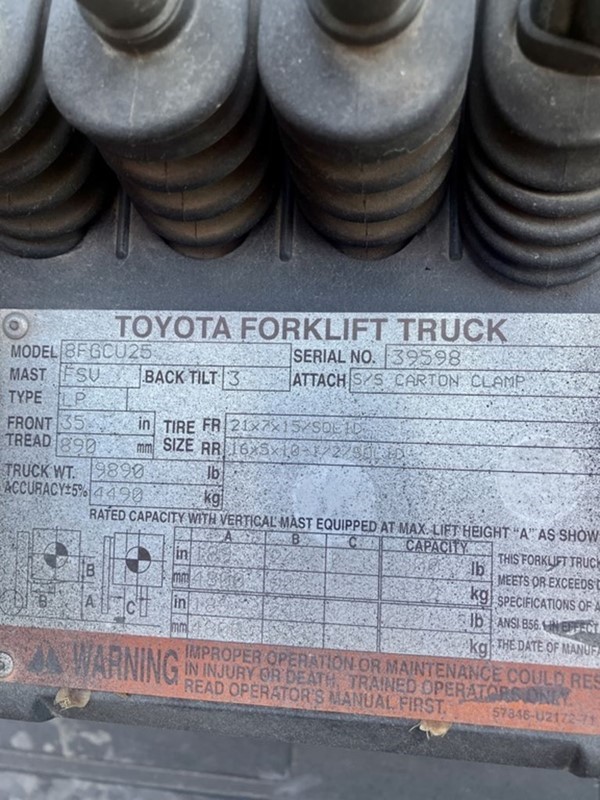 TOYOTA FORKLIFT TRUCK
MODEL 8FGCU25 SERIAL NO. 39598
MAST FSV BACK TILT 3 ATTACH S/S CARTON CLAMP
TYPE LP
FRONT TREAD 35 in 890 mm
TIRE SIZE FR 21x7x15/SOLID
RR 16x5x10-1/2/SOLID
TRUCK WT. 9890 lb
ACCURACY±5% 4490 kg
RATED CAPACITY WITH VERTICAL MAST EQUIPPED AT MAX. LIFT HEIGHT "A" AS SHOW
A B C CAPACITY
in lb
mm kg
in lb
mm kg
B B A C
THIS FORKLIFT TRUCK
MEETS OR EXCEEDS
SPECIFICATIONS OF A
ANSI B56.1 IN EFFECT
THE DATE OF MANUF
WARNING IMPROPER OPERATION OR MAINTENANCE COULD RES
IN INJURY OR DEATH. TRAINED OPERATORS ONLY.
READ OPERATOR'S MANUAL FIRST.
57846-U2172-71